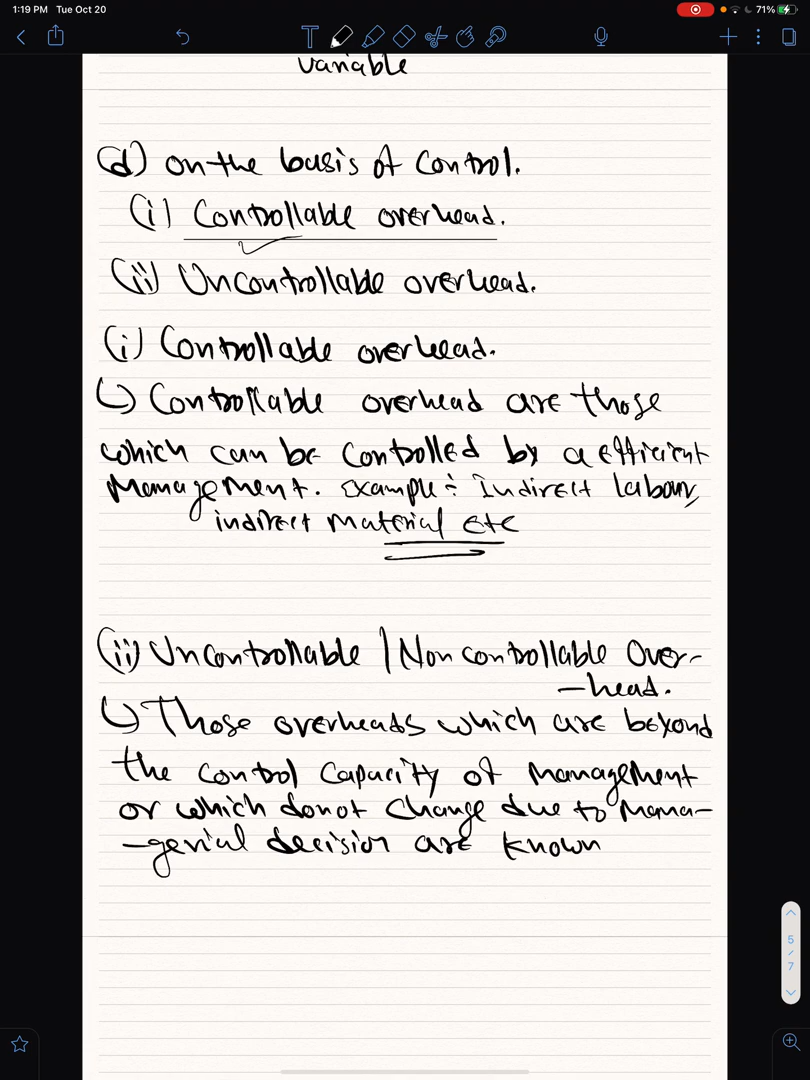 1:19 PM Tue Oct 20
71%
variable
(d) on the basis of Control.
(i) Controllable overhead.
(ii) Uncontrollable overhead.
(i) Controllable overhead.
↳ Controllable overhead are those
which can be controlled by a efficient
Management. Example ÷ Indirect labour,
indirect Material Etc
(ii) Uncontrollable | Non controllable Over-
-head.
↳ Those overheads which are beyond
the control capacity of management
or which donot change due to Mana-
-gerial decision are known
5
/
7